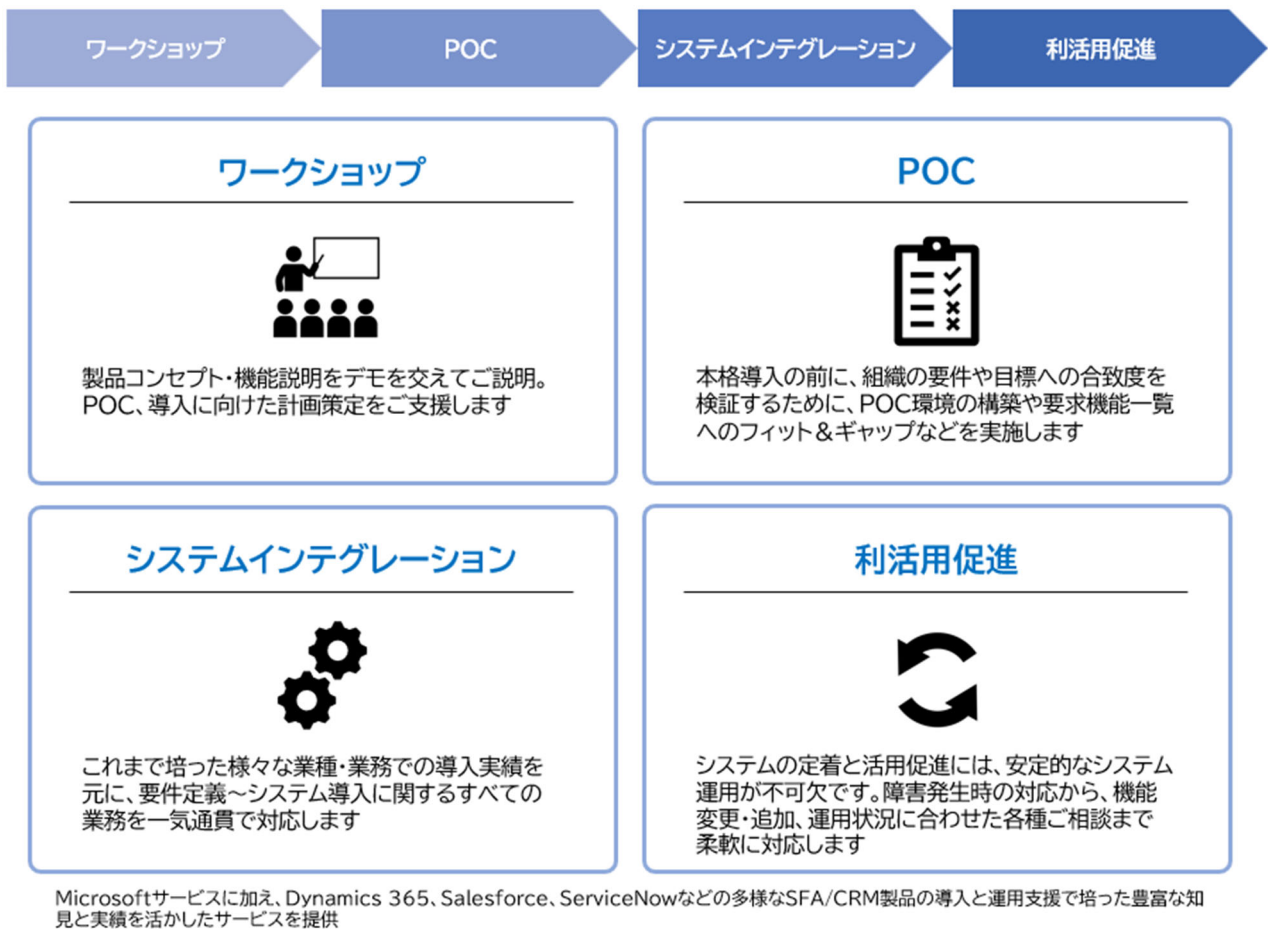 ワークショップ
POC
システムインテグレーション
利活用促進
ワークショップ
製品コンセプト・機能説明をデモを交えてご説明。
POC、導入に向けた計画策定をご支援します
POC
本格導入の前に、組織の要件や目標への合致度を
検証するために、POC環境の構築や要求機能一覧
へのフィット＆ギャップなどを実施します
システムインテグレーション
これまで培った様々な業種・業務での導入実績を
元に、要件定義～システム導入に関するすべての
業務を一気通貫で対応します
利活用促進
システムの定着と活用促進には、安定的なシステム
運用が不可欠です。障害発生時の対応から、機能
変更・追加、運用状況に合わせた各種ご相談まで
柔軟に対応します
Microsoftサービスに加え、Dynamics 365、Salesforce、ServiceNowなどの多様なSFA/CRM製品の導入と運用支援で培った豊富な知
見と実績を活かしたサービスを提供